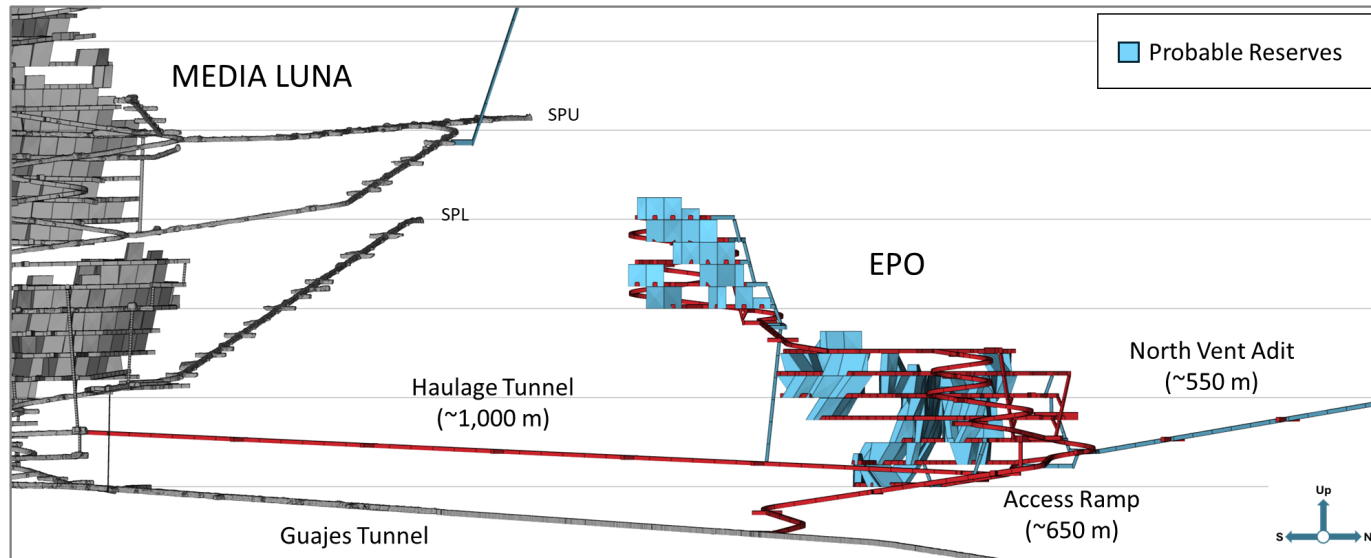 MEDIA LUNA
Probable Reserves
SPU
SPL
EPO
North Vent Adit
(~550 m)
Haulage Tunnel
(~1,000 m)
Access Ramp
(~650 m)
Guajes Tunnel
Up
S
N